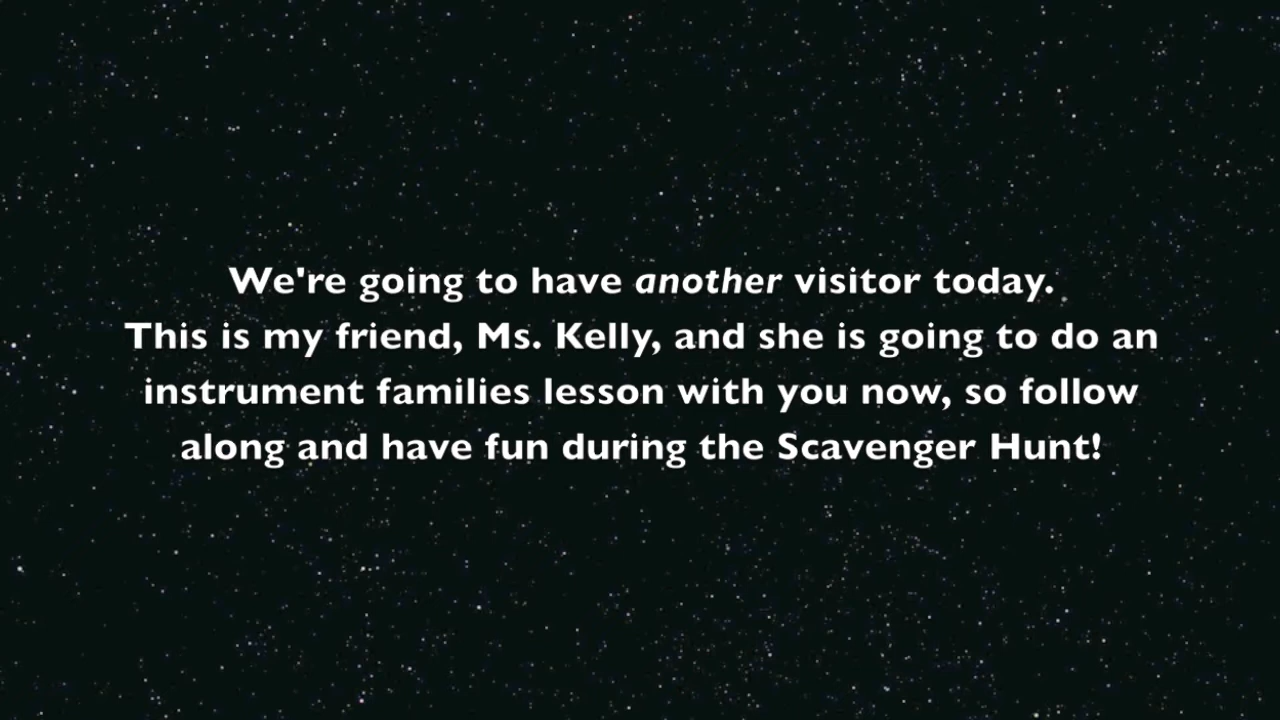 We're going to have another visitor today.
This is my friend, Ms. Kelly, and she is going to do an
instrument families lesson with you now, so follow
along and have fun during the Scavenger Hunt!